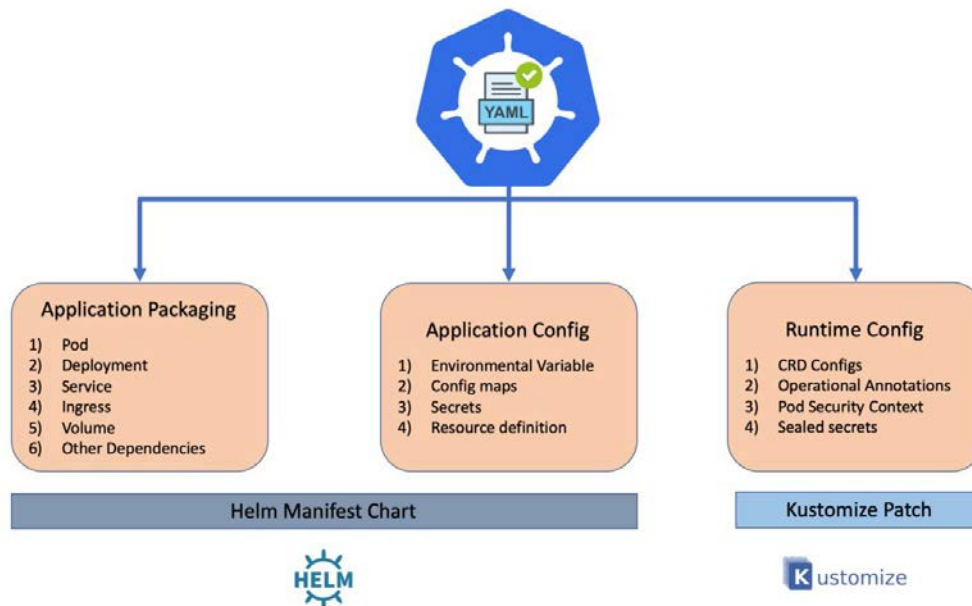 YAML
Application Packaging
1) Pod
2) Deployment
3) Service
4) Ingress
5) Volume
6) Other Dependencies
Application Config
1) Environmental Variable
2) Config maps
3) Secrets
4) Resource definition
Runtime Config
1) CRD Configs
2) Operational Annotations
3) Pod Security Context
4) Sealed secrets
Helm Manifest Chart
Kustomize Patch
HELM
Kustomize